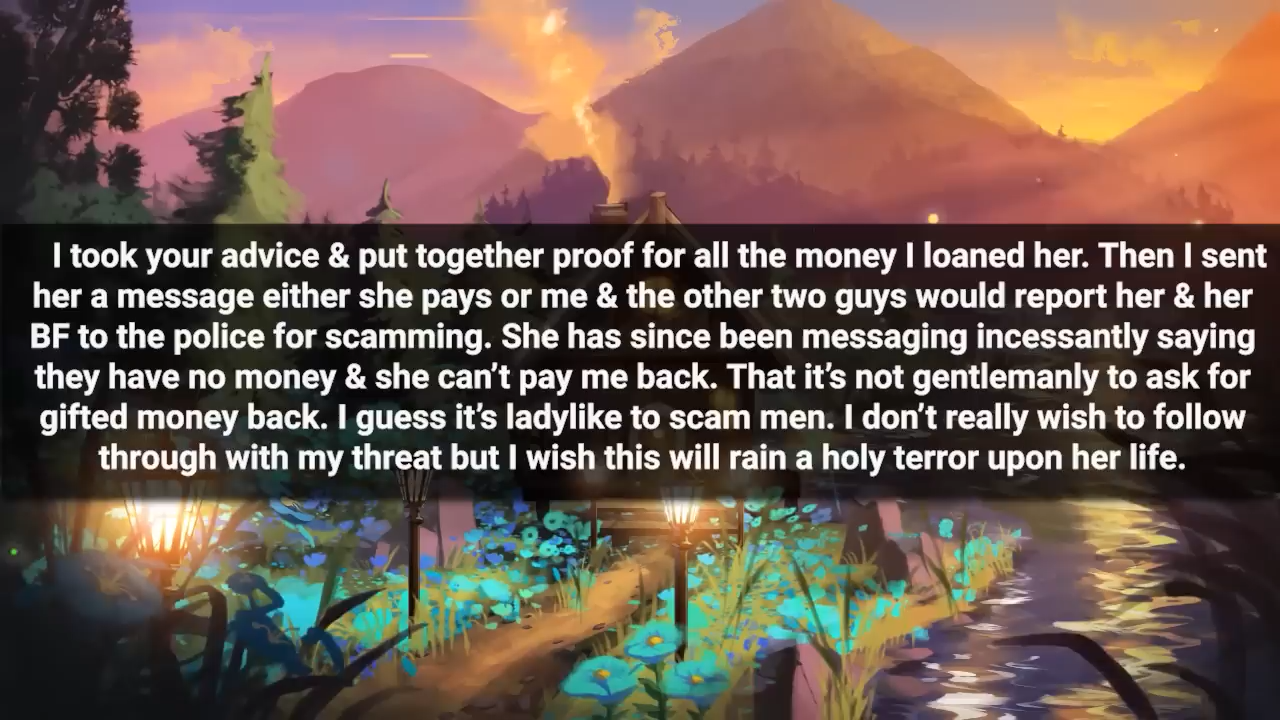 I took your advice & put together proof for all the money I loaned her. Then I sent
her a message either she pays or me & the other two guys would report her & her
BF to the police for scamming. She has since been messaging incessantly saying
they have no money & she can’t pay me back. That it’s not gentlemanly to ask for
gifted money back. I guess it’s ladylike to scam men. I don’t really wish to follow
through with my threat but I wish this will rain a holy terror upon her life.